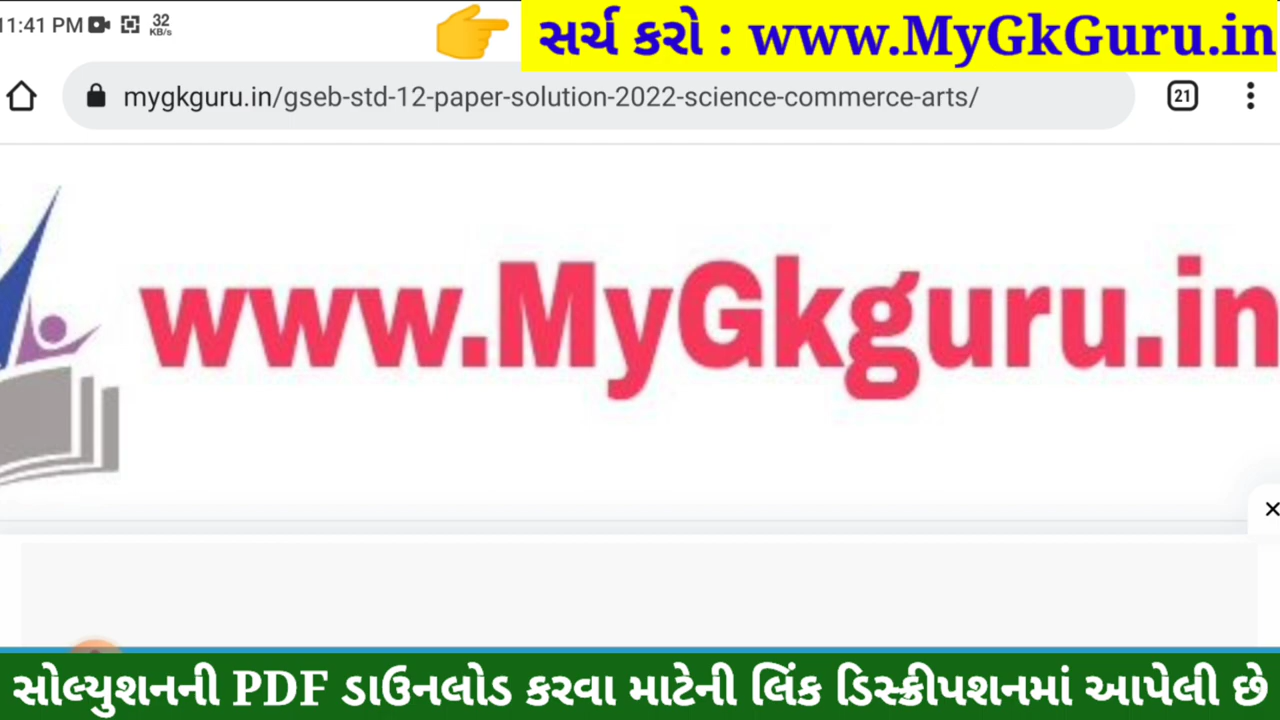 11:41 PM 32 KB/s
👉 સર્ચ કરો : www.MyGkGuru.in
mygkguru.in/gseb-std-12-paper-solution-2022-science-commerce-arts/ 21
www.MyGkguru.in
સોલ્યુશનની PDF ડાઉનલોડ કરવા માટેની લિંક ડિસ્ક્રીપશનમાં આપેલી છે